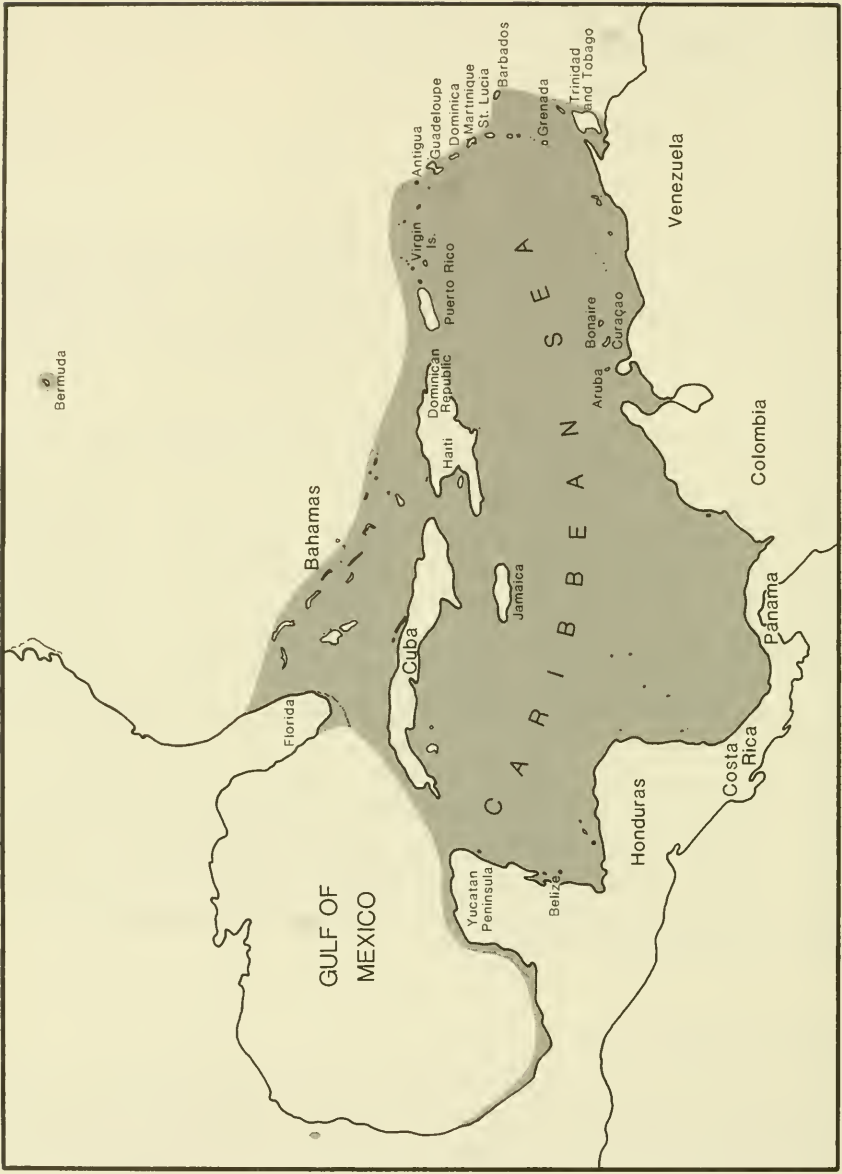 Bermuda
Bahamas
Florida
GULF OF
MEXICO
Cuba
Haiti
Dominican
Republic
Puerto Rico
Virgin
Is.
Antigua
Guadeloupe
Dominica
Martinique
St. Lucia
Barbados
Grenada
Trinidad
and Tobago
Jamaica
CARIBBEAN SEA
Yucatan
Peninsula
Belize
Honduras
Costa
Rica
Panama
Aruba
Bonaire
Curaçao
Colombia
Venezuela